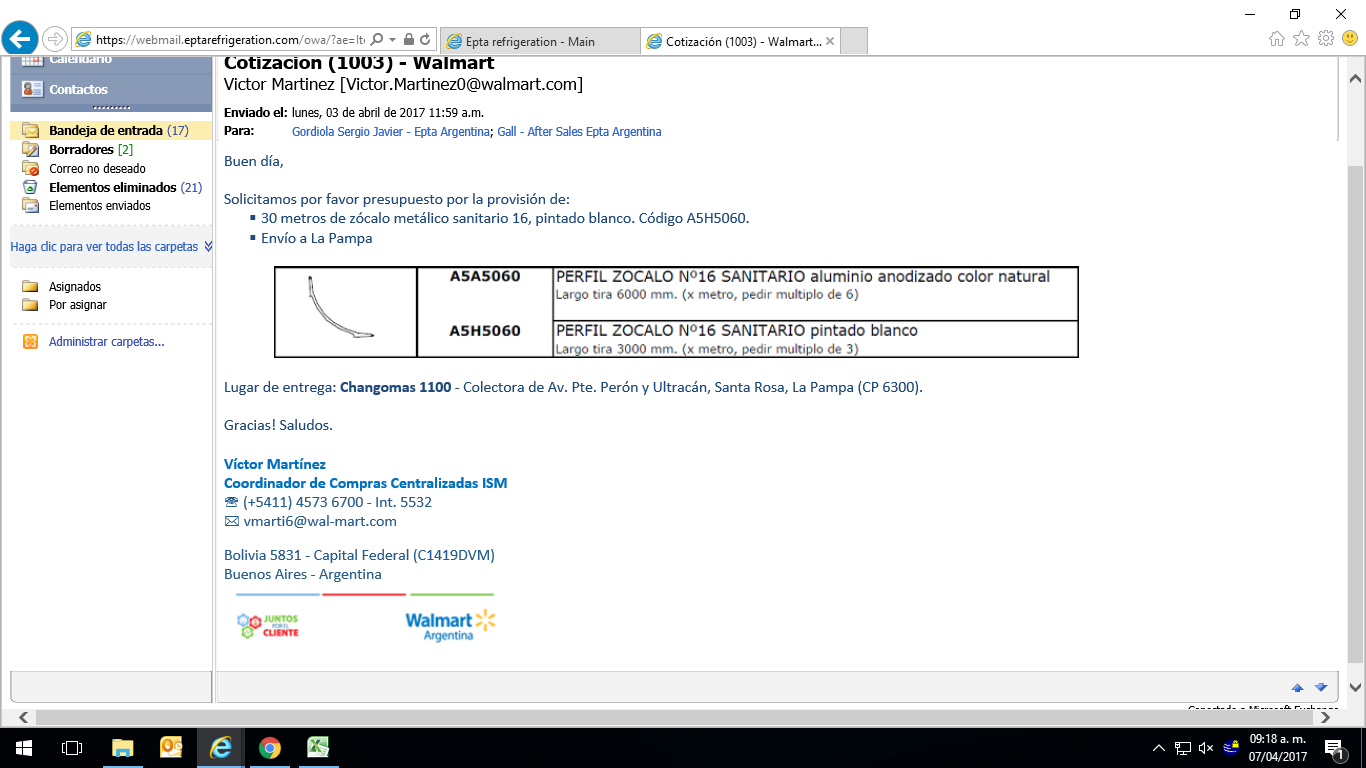 https://webmail.eptarefrigeration.com/owa/?ae=It
Epta refrigeration - Main
Cotización (1003) - Walmart...
Calendario
Contactos
Bandeja de entrada (17)
Borradores [2]
Correo no deseado
Elementos eliminados (21)
Elementos enviados
Haga clic para ver todas las carpetas
Asignados
Por asignar
Administrar carpetas...
Cotización (1003) - Walmart
Victor Martinez [Victor.Martinez0@walmart.com]
Enviado el: lunes, 03 de abril de 2017 11:59 a.m.
Para: Gordiola Sergio Javier - Epta Argentina; Gall - After Sales Epta Argentina
Buen día,
Solicitamos por favor presupuesto por la provisión de:
▪ 30 metros de zócalo metálico sanitario 16, pintado blanco. Código A5H5060.
▪ Envío a La Pampa
A5A5060 PERFIL ZOCALO Nº16 SANITARIO aluminio anodizado color natural
Largo tira 6000 mm. (x metro, pedir multiplo de 6)
A5H5060 PERFIL ZOCALO Nº16 SANITARIO pintado blanco
Largo tira 3000 mm. (x metro, pedir multiplo de 3)
Lugar de entrega: Changomas 1100 - Colectora de Av. Pte. Perón y Ultracán, Santa Rosa, La Pampa (CP 6300).
Gracias! Saludos.
Víctor Martínez
Coordinador de Compras Centralizadas ISM
(+5411) 4573 6700 - Int. 5532
vmarti6@wal-mart.com
Bolivia 5831 - Capital Federal (C1419DVM)
Buenos Aires - Argentina
JUNTOS
POR EL
CLIENTE
Walmart
Argentina
Conectado a Microsoft Exchange
09:18 a. m.
07/04/2017
1